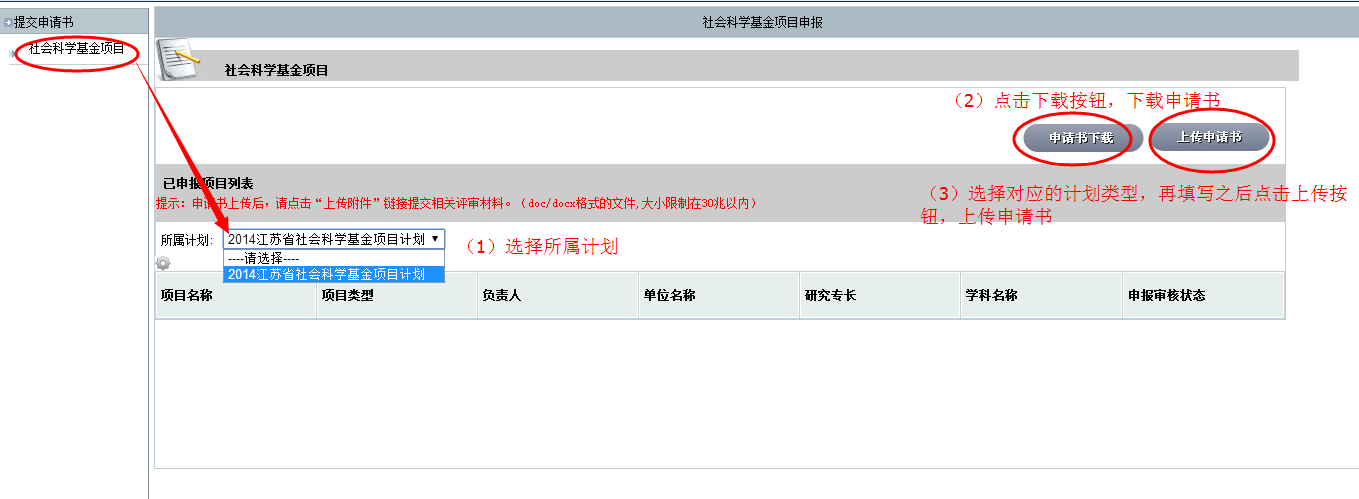 社会科学基金项目申报
提交申请书
社会科学基金项目
社会科学基金项目
（2）点击下载按钮，下载申请书
申请书下载
上传申请书
已申报项目列表
提示：申请书上传后，请点击“上传附件”链接提交相关评审材料。（doc/docx格式的文件,大小限制在30兆以内）
（3）选择对应的计划类型，再填写之后点击上传按
钮，上传申请书
所属计划:
2014江苏省社会科学基金项目计划
（1）选择所属计划
----请选择----
2014江苏省社会科学基金项目计划
项目名称
项目类型
负责人
单位名称
研究专长
学科名称
申报审核状态